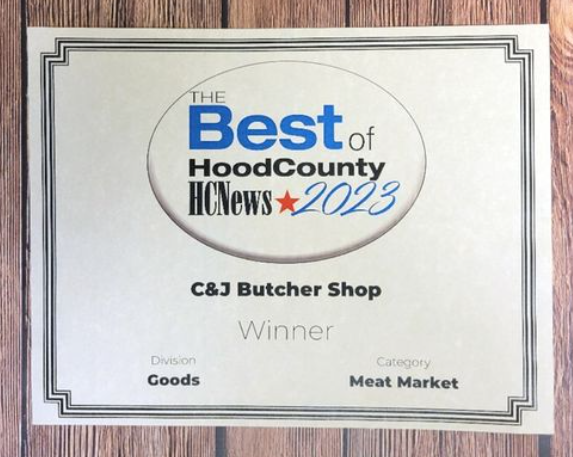 THE
Best of
HoodCounty
HCNews 2023
C&J Butcher Shop
Winner
Division
Goods
Category
Meat Market